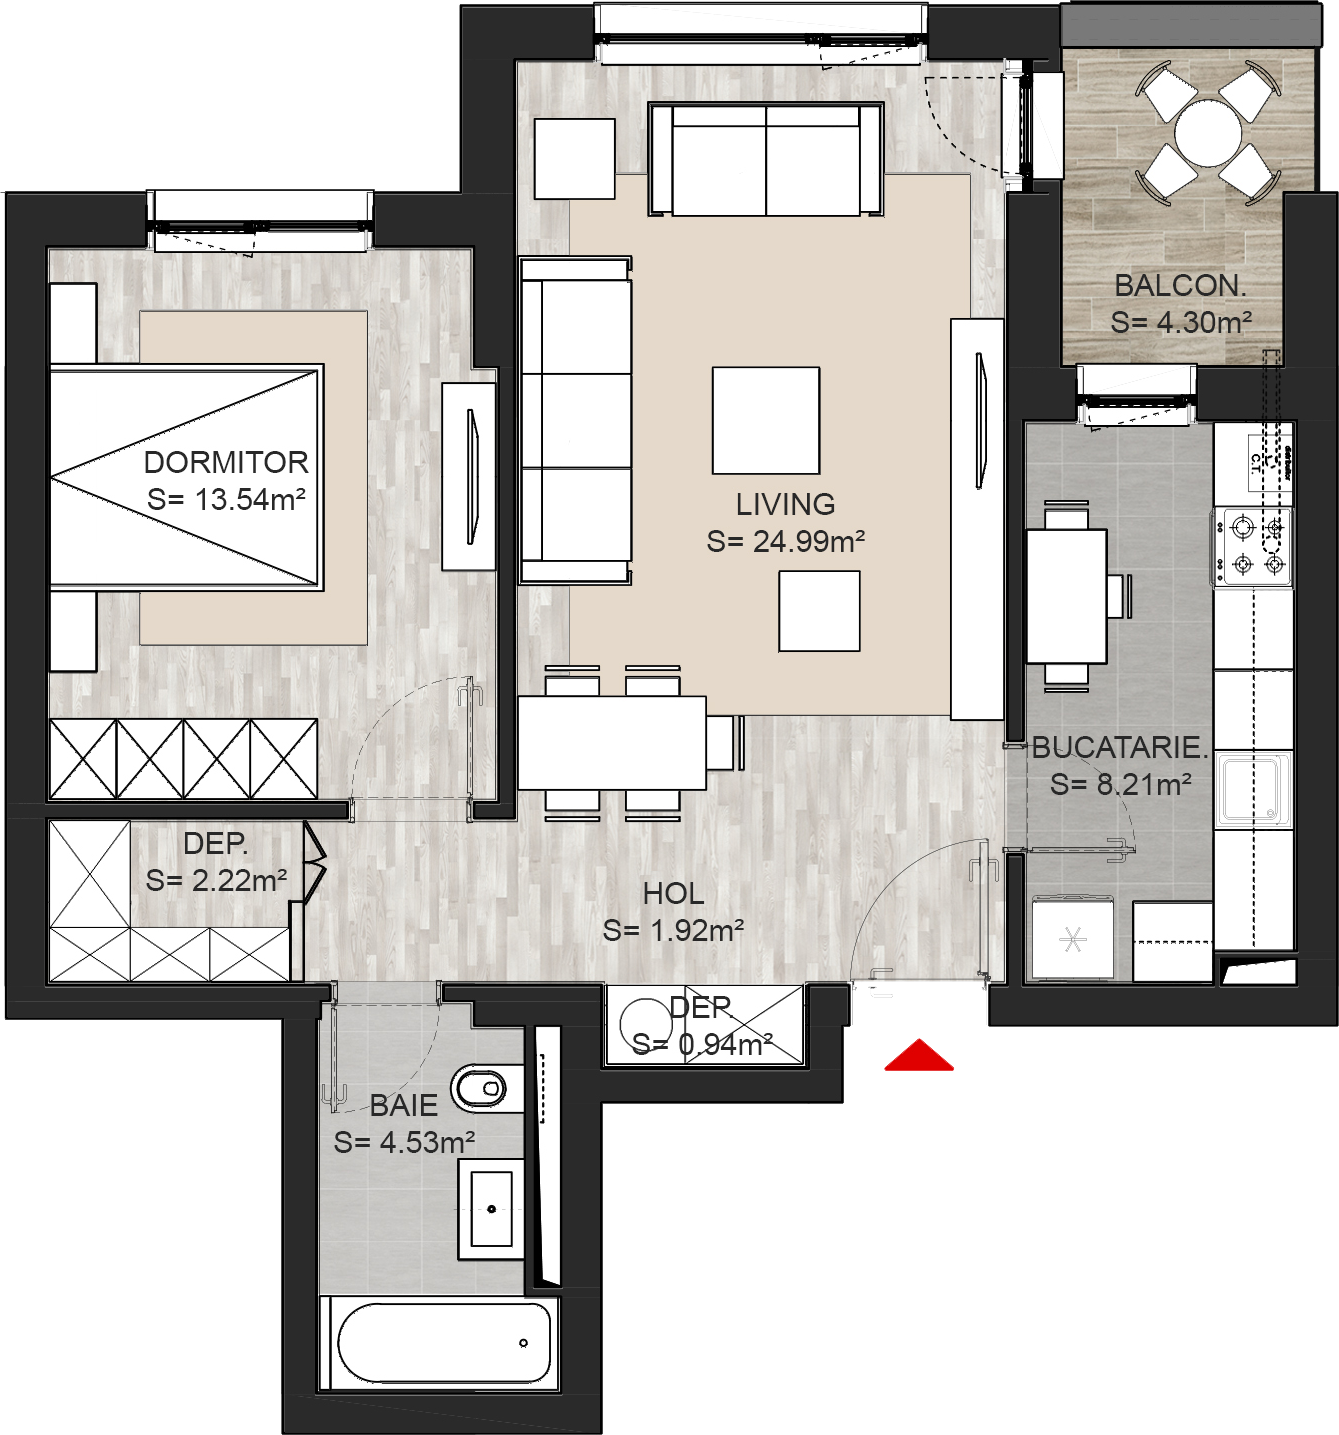 BALCON.
S= 4.30m²
DORMITOR
S= 13.54m²
LIVING
S= 24.99m²
C.T.
BUCATARIE.
S= 8.21m²
DEP.
S= 2.22m²
HOL
S= 1.92m²
DEP.
S= 0.94m²
BAIE
S= 4.53m²